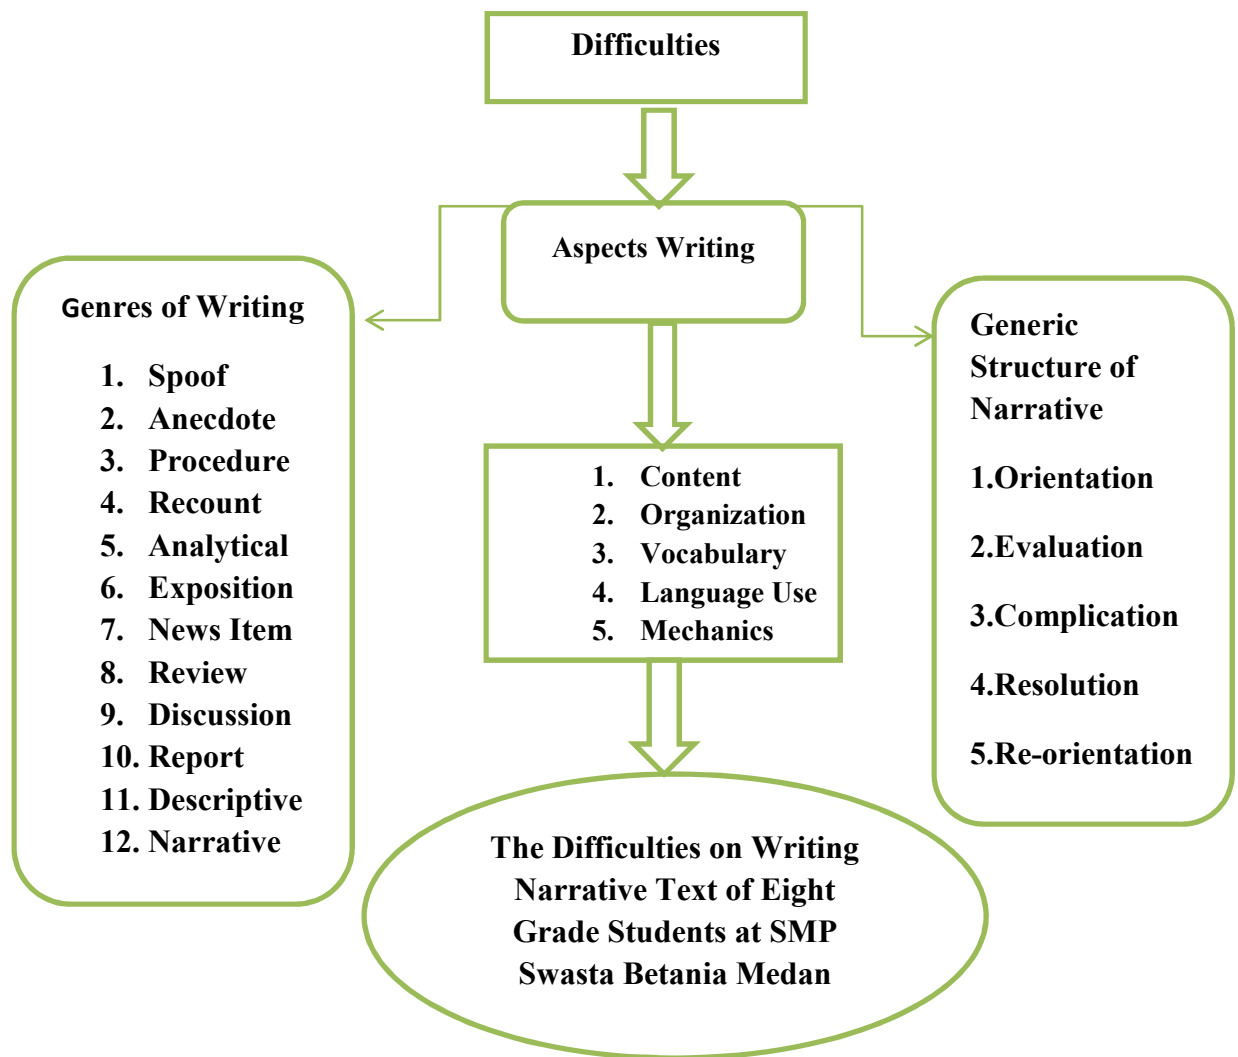 Difficulties
Aspects Writing
Genres of Writing
1. Spoof
2. Anecdote
3. Procedure
4. Recount
5. Analytical
6. Exposition
7. News Item
8. Review
9. Discussion
10. Report
11. Descriptive
12. Narrative
1. Content
2. Organization
3. Vocabulary
4. Language Use
5. Mechanics
Generic
Structure of
Narrative
1.Orientation
2.Evaluation
3.Complication
4.Resolution
5.Re-orientation
The Difficulties on Writing
Narrative Text of Eight
Grade Students at SMP
Swasta Betania Medan